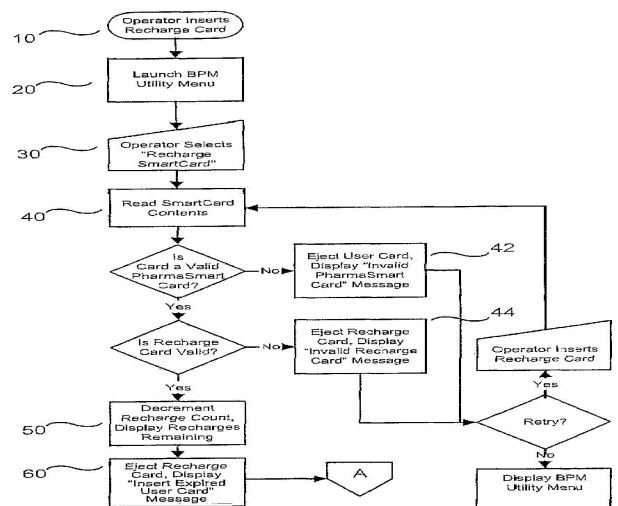 Operator Inserts
Recharge Card
10
Launch BPM
Utility Menu
20
Operator Selects
"Recharge
SmartCard"
30
Read SmartCard
Contents
40
Is
Card a Valid
PharmaSmart
Card?
No
Eject User Card,
Display "Invalid
PharmaSmart
Card" Message
42
Yes
Is Recharge
Card Valid?
No
Eject Recharge
Card, Display
"Invalid Recharge
Card" Message
44
Operator Inserts
Recharge Card
Yes
Retry?
No
Display BPM
Utility Menu
Yes
Decrement
Recharge Count,
Display Recharges
Remaining
50
Eject Recharge
Card, Display
"Insert Expired
User Card"
Message
60
A